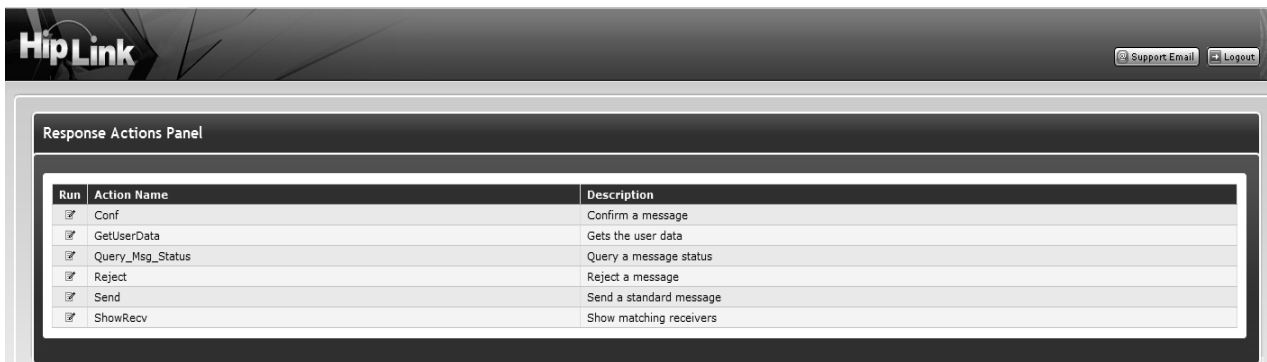 HipLink
Support Email Logout
Response Actions Panel
Run Action Name Description
Conf Confirm a message
GetUserData Gets the user data
Query_Msg_Status Query a message status
Reject Reject a message
Send Send a standard message
ShowRecv Show matching receivers